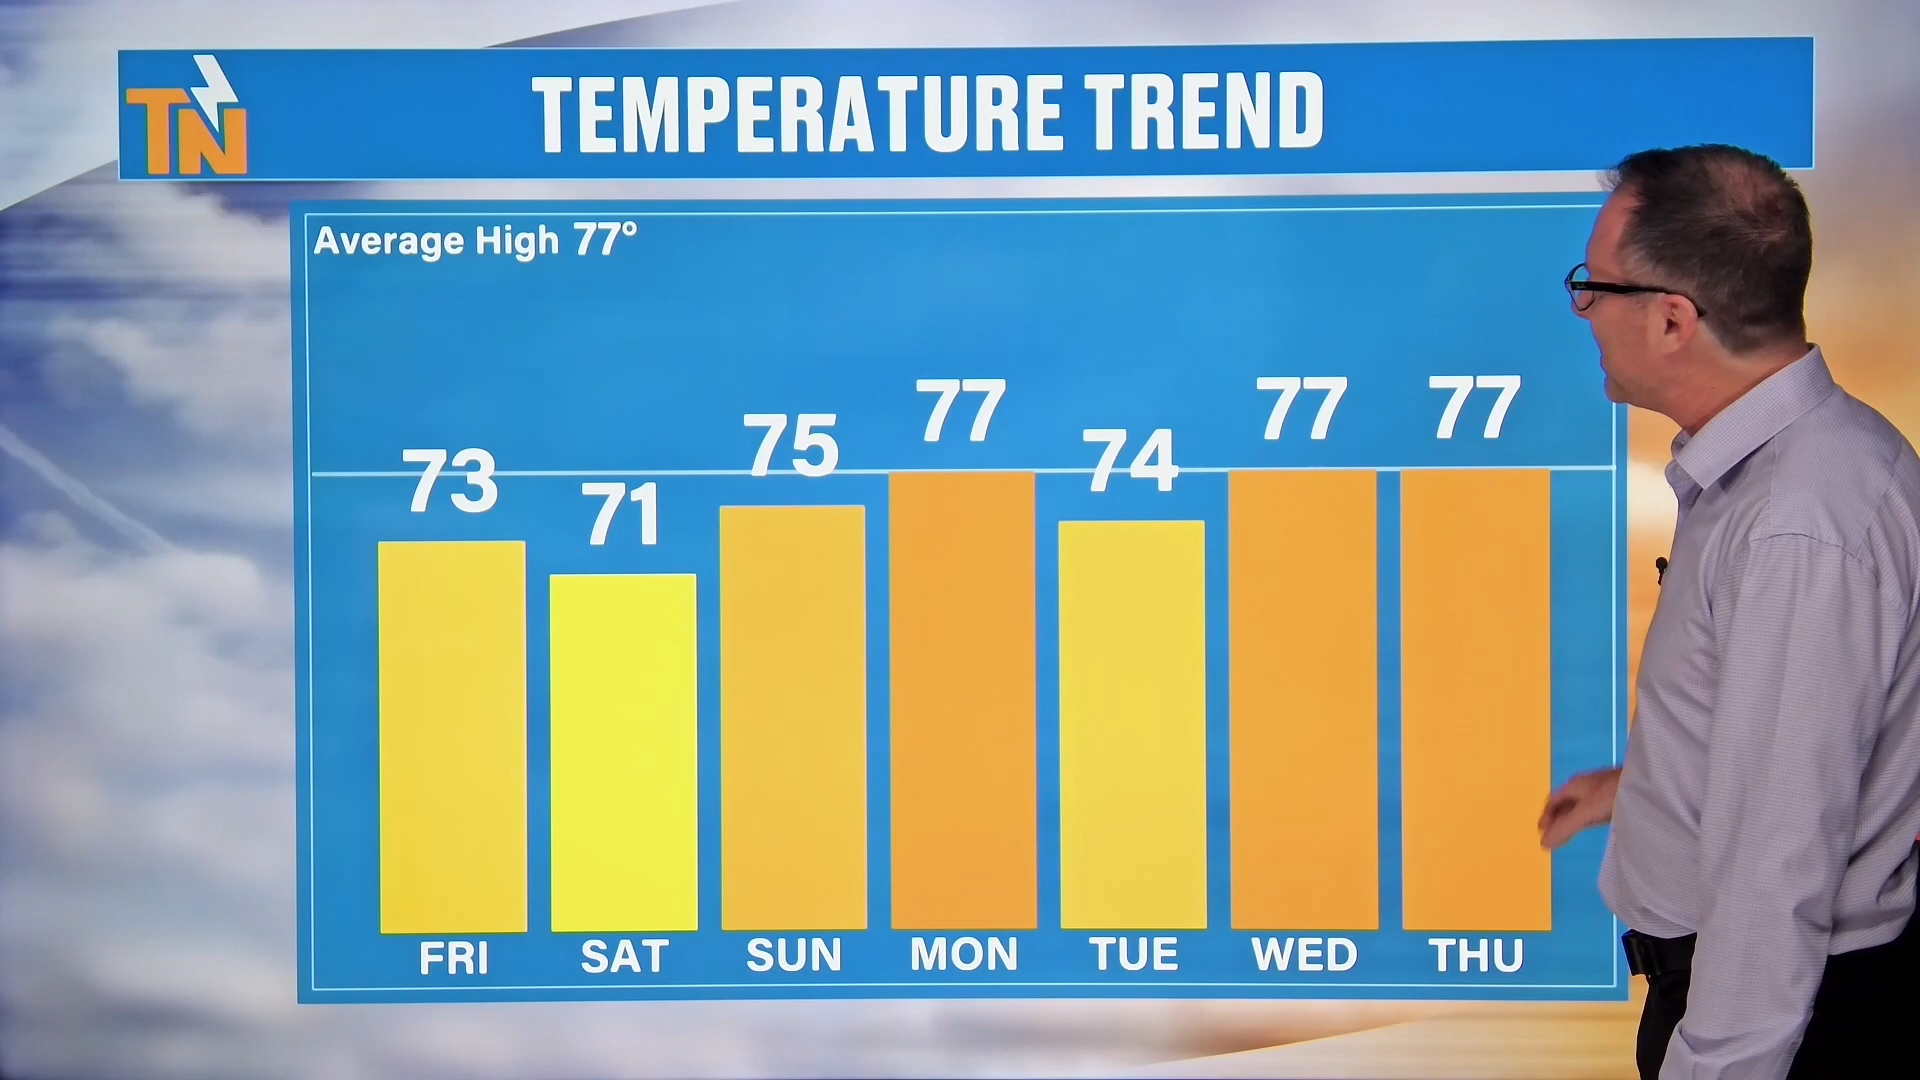 TN
TEMPERATURE TREND
Average High 77°
73 71 75 77 74 77 77
FRI SAT SUN MON TUE WED THU